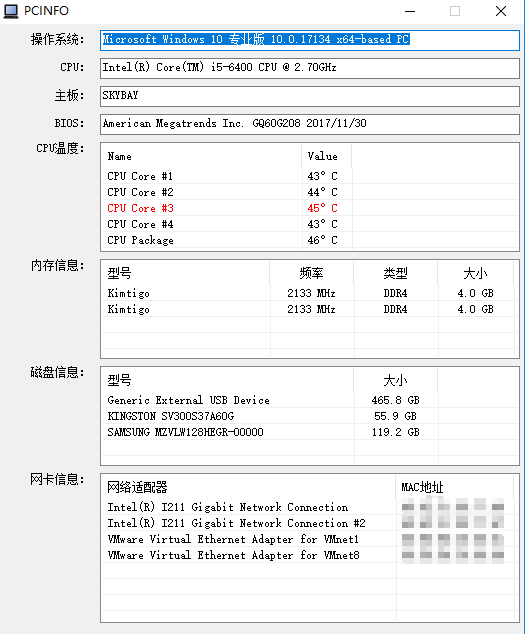 PCINFO
操作系统: Microsoft Windows 10 专业版 10.0.17134 x64-based PC
CPU: Intel(R) Core(TM) i5-6400 CPU @ 2.70GHz
主板: SKYBAY
BIOS: American Megatrends Inc. GQ60G208 2017/11/30
CPU温度:
Name Value
CPU Core #1 43° C
CPU Core #2 44° C
CPU Core #3 45° C
CPU Core #4 43° C
CPU Package 46° C
内存信息:
型号 频率 类型 大小
Kimtigo 2133 MHz DDR4 4.0 GB
Kimtigo 2133 MHz DDR4 4.0 GB
磁盘信息:
型号 大小
Generic External USB Device 465.8 GB
KINGSTON SV300S37A60G 55.9 GB
SAMSUNG MZVLW128HEGR-00000 119.2 GB
网卡信息:
网络适配器 MAC地址
Intel(R) I211 Gigabit Network Connection
Intel(R) I211 Gigabit Network Connection #2
VMware Virtual Ethernet Adapter for VMnet1
VMware Virtual Ethernet Adapter for VMnet8